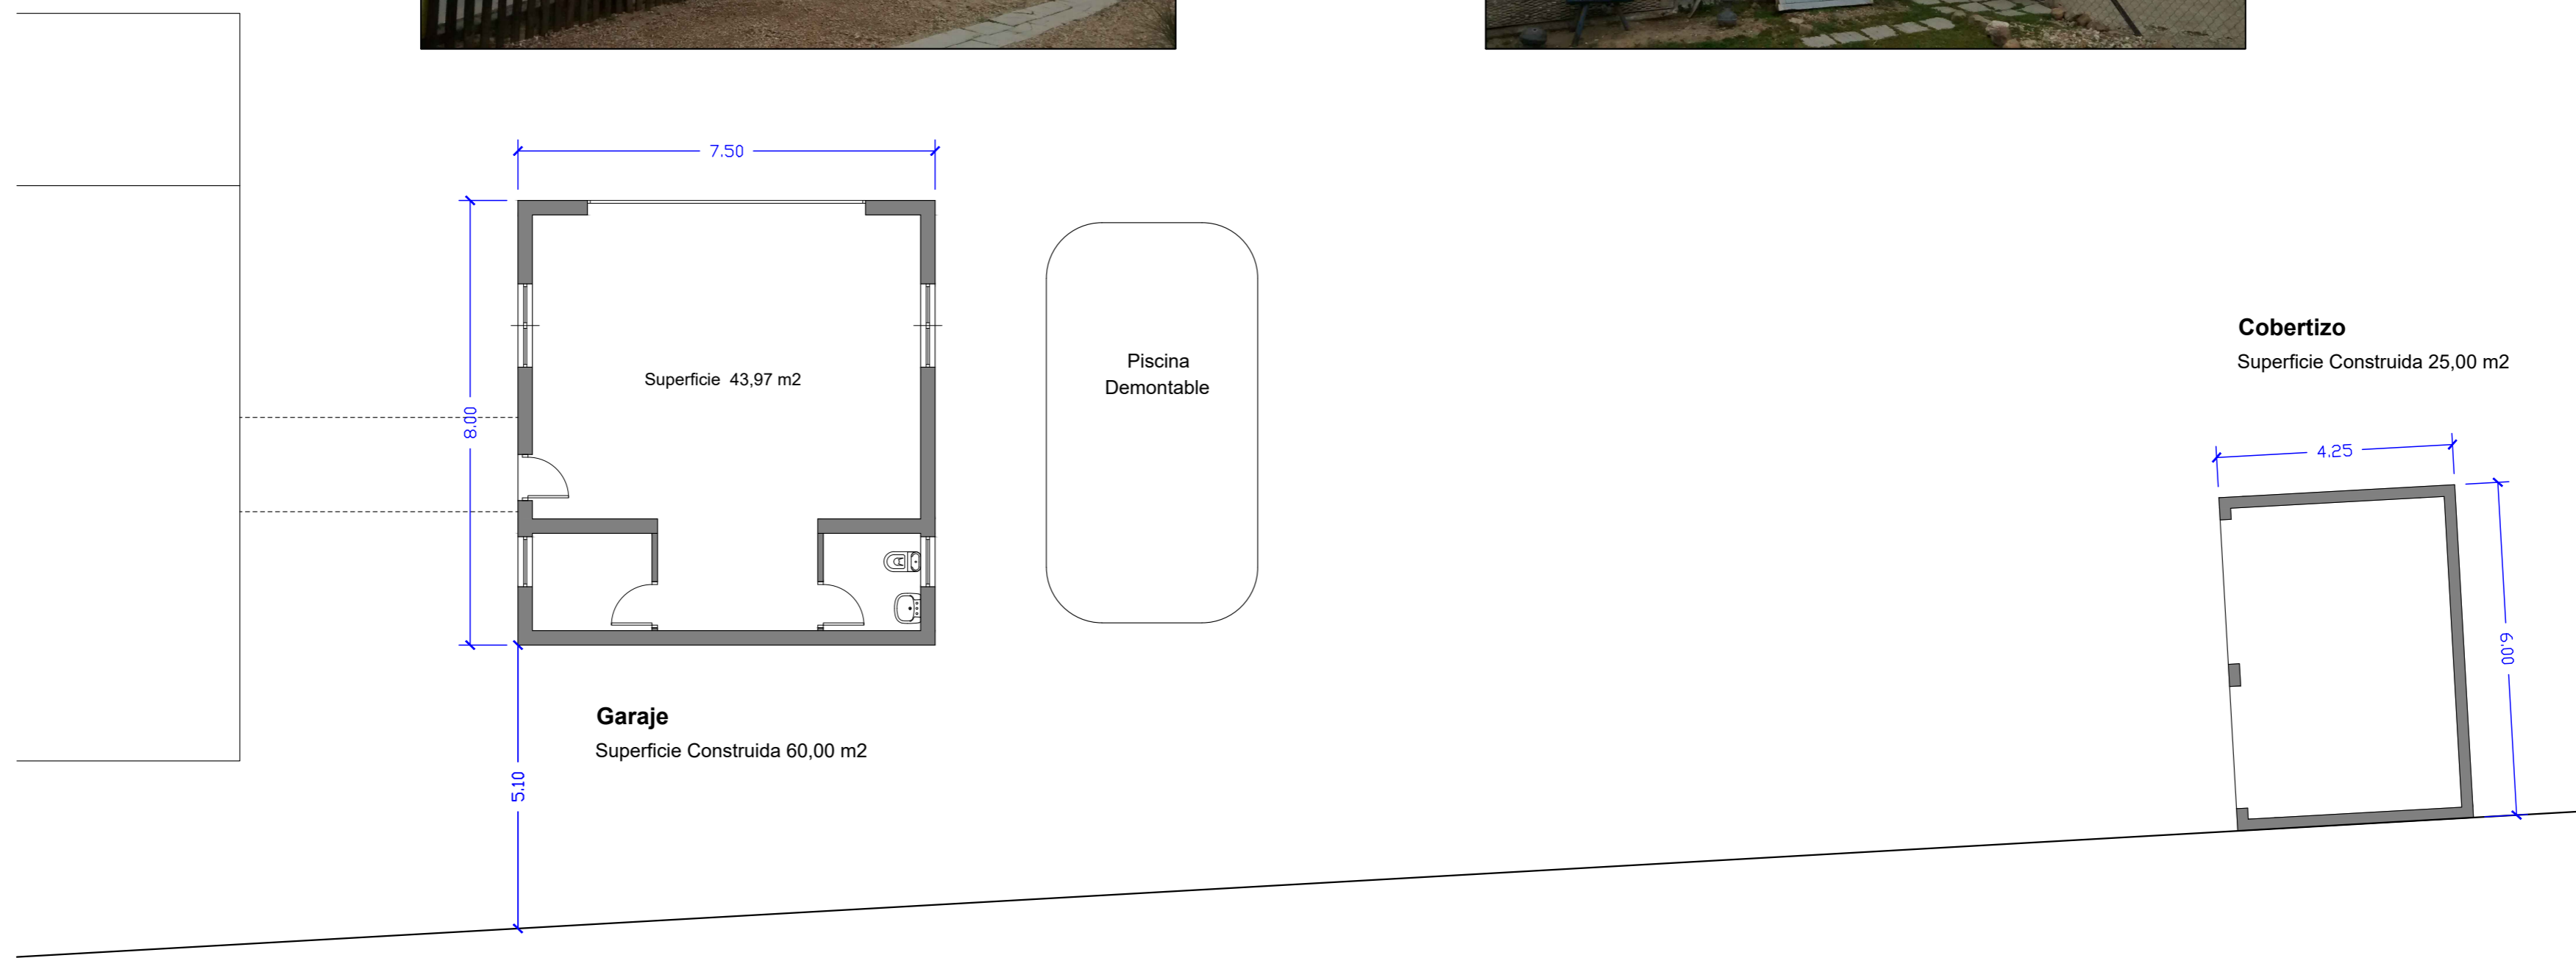 7.50
8.00
Superficie 43,97 m2
Piscina
Demontable
Cobertizo
Superficie Construida 25,00 m2
4.25
6.00
Garaje
Superficie Construida 60,00 m2
5.10